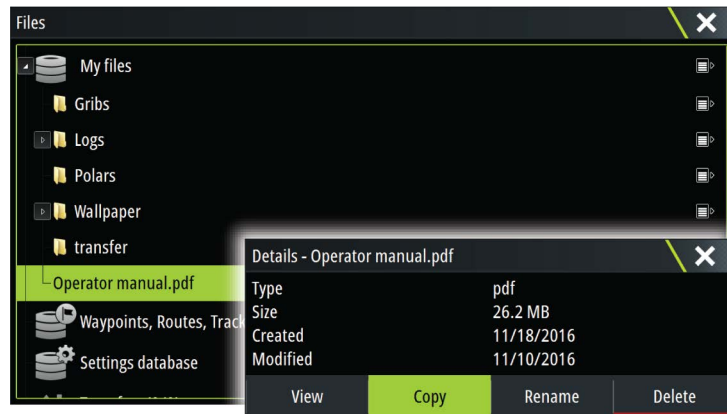 Files
My files
Gribs
Logs
Polars
Wallpaper
transfer
Operator manual.pdf
Waypoints, Routes, Track
Settings database
Details - Operator manual.pdf
Type pdf
Size 26.2 MB
Created 11/18/2016
Modified 11/10/2016
View Copy Rename Delete